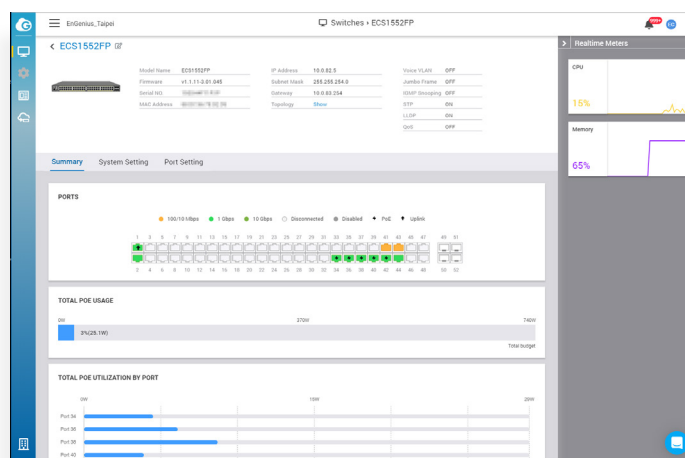 EnGenius_Taipei
Switches › ECS1552FP
999+
EC
ECS1552FP
Realtime Meters
Model Name ECS1552FP
Firmware v1.1.11-3.01.045
Serial NO.
MAC Address
IP Address 10.0.82.5
Subnet Mask 255.255.254.0
Gateway 10.0.83.254
Topology Show
Voice VLAN OFF
Jumbo Frame OFF
IGMP Snooping OFF
STP ON
LLDP ON
QoS OFF
CPU
15%
Memory
65%
Summary System Setting Port Setting
PORTS
100/10 Mbps 1 Gbps 10 Gbps Disconnected Disabled PoE Uplink
1 3 5 7 9 11 13 15 17 19 21 23 25 27 29 31 33 35 37 39 41 43 45 47 49 51
2 4 6 8 10 12 14 16 18 20 22 24 26 28 30 32 34 36 38 40 42 44 46 48 50 52
TOTAL POE USAGE
0W 370W 740W
3%(26.1W)
Total budget
TOTAL POE UTILIZATION BY PORT
0W 15W
Port 34
Port 36
Port 38
Port 40